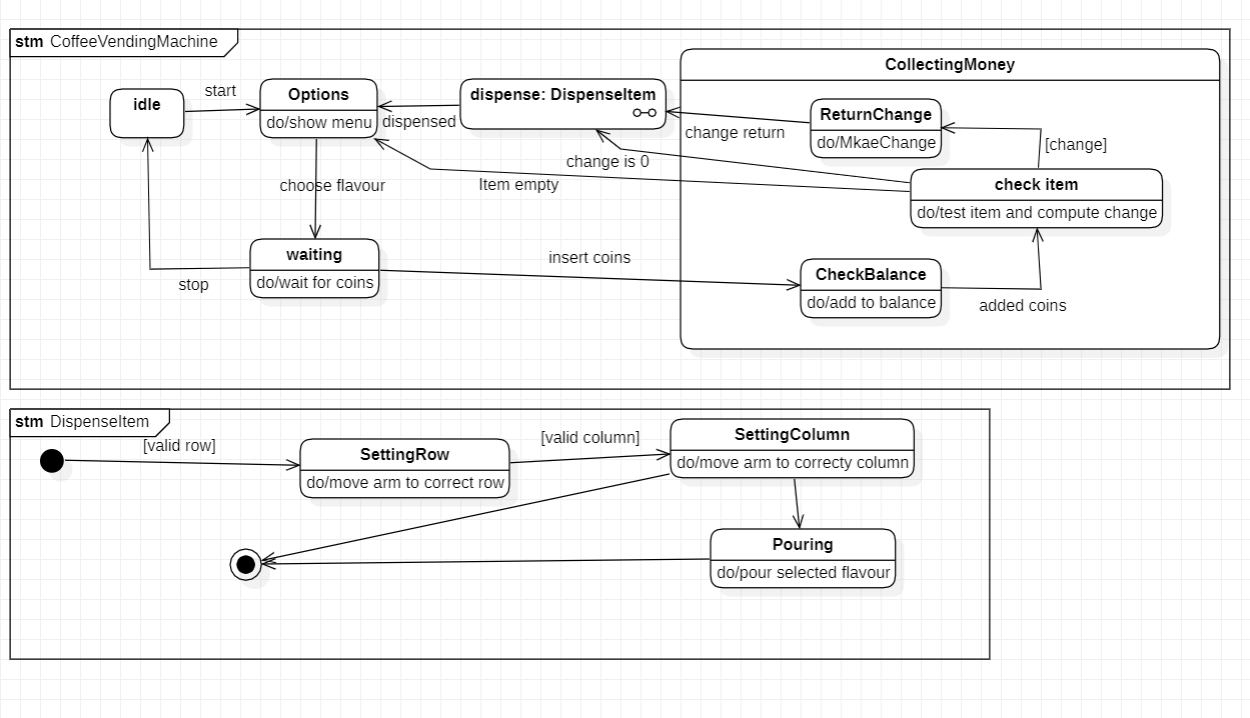 stm CoffeeVendingMachine
CollectingMoney
idle
start
Options
do/show menu
dispensed
dispense: DispenseItem
change return
ReturnChange
do/MkaeChange
[change]
change is 0
Item empty
check item
do/test item and compute change
choose flavour
waiting
do/wait for coins
stop
insert coins
CheckBalance
do/add to balance
added coins
stm DispenseItem
[valid row]
SettingRow
do/move arm to correct row
[valid column]
SettingColumn
do/move arm to correcty column
Pouring
do/pour selected flavour